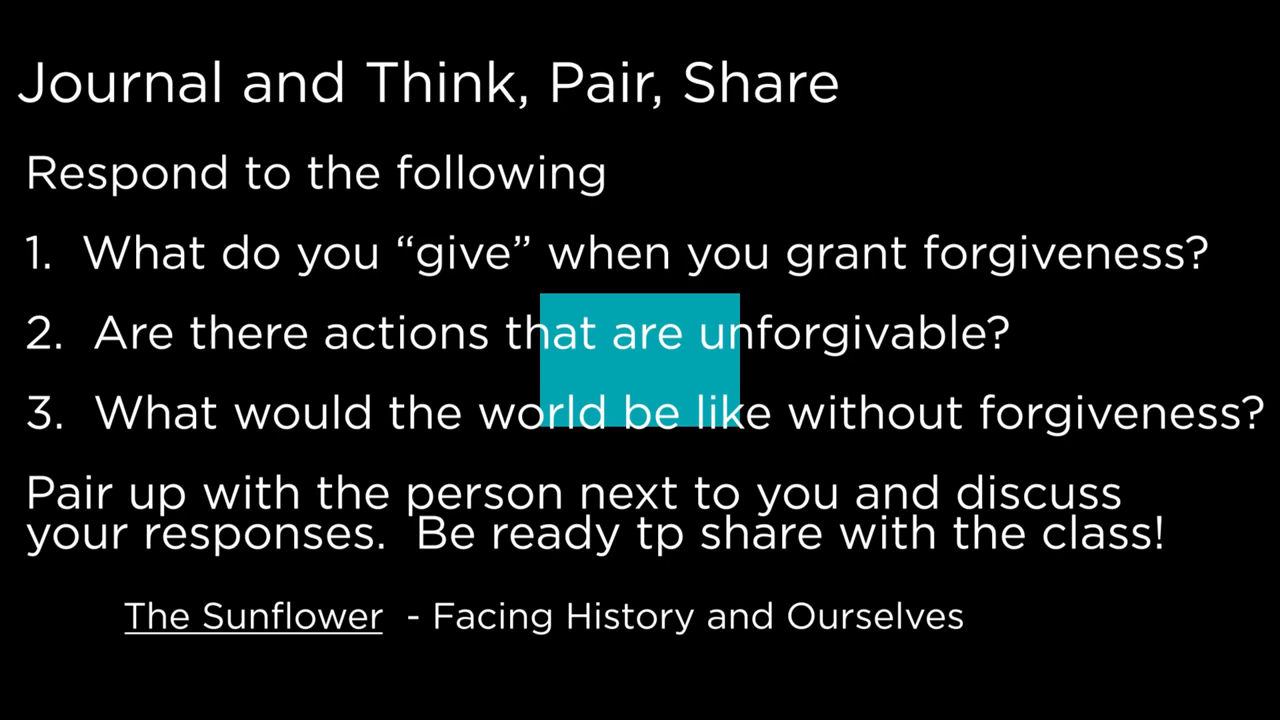 Journal and Think, Pair, Share
Respond to the following
1. What do you “give” when you grant forgiveness?
2. Are there actions that are unforgivable?
3. What would the world be like without forgiveness?
Pair up with the person next to you and discuss
your responses. Be ready tp share with the class!
The Sunflower - Facing History and Ourselves